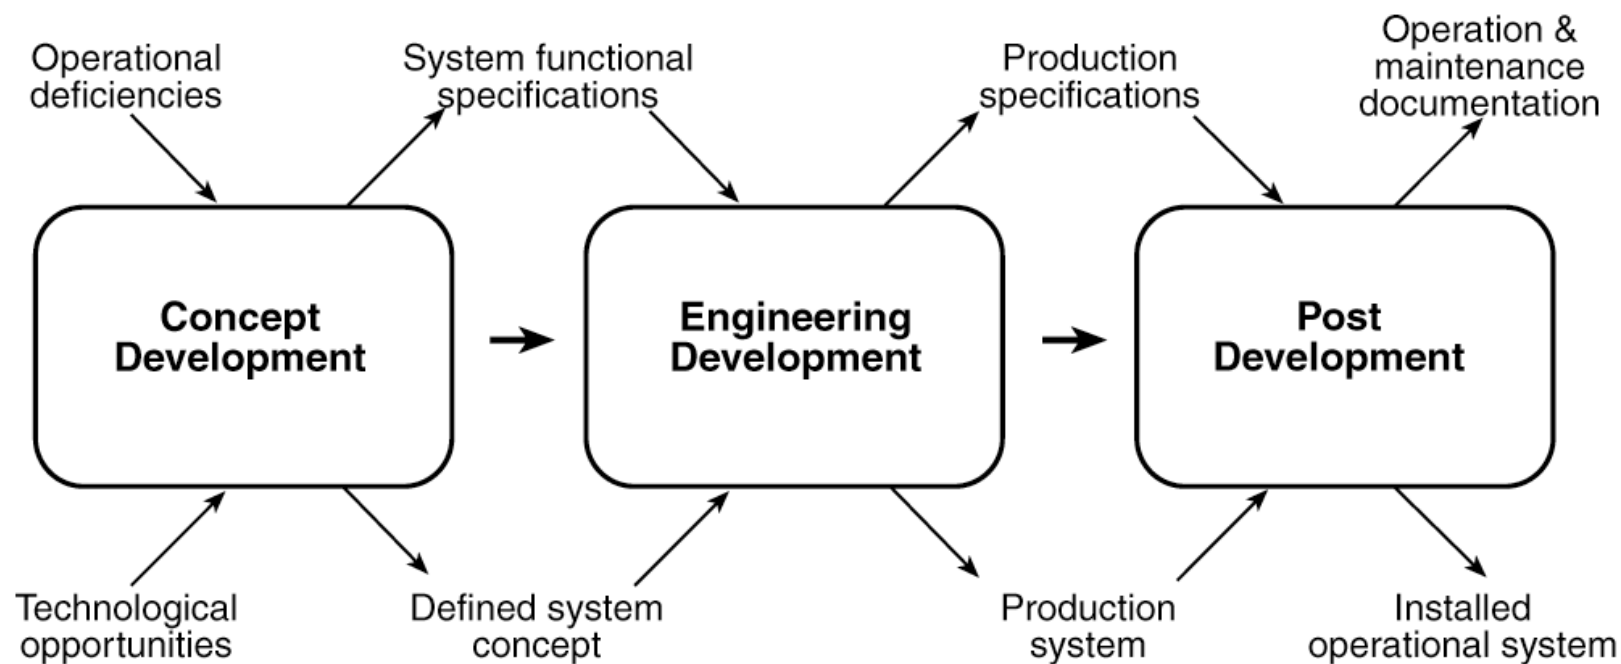 Operational
deficiencies
System functional
specifications
Production
specifications
Operation &
maintenance
documentation
Concept
Development
Engineering
Development
Post
Development
Technological
opportunities
Defined system
concept
Production
system
Installed
operational system